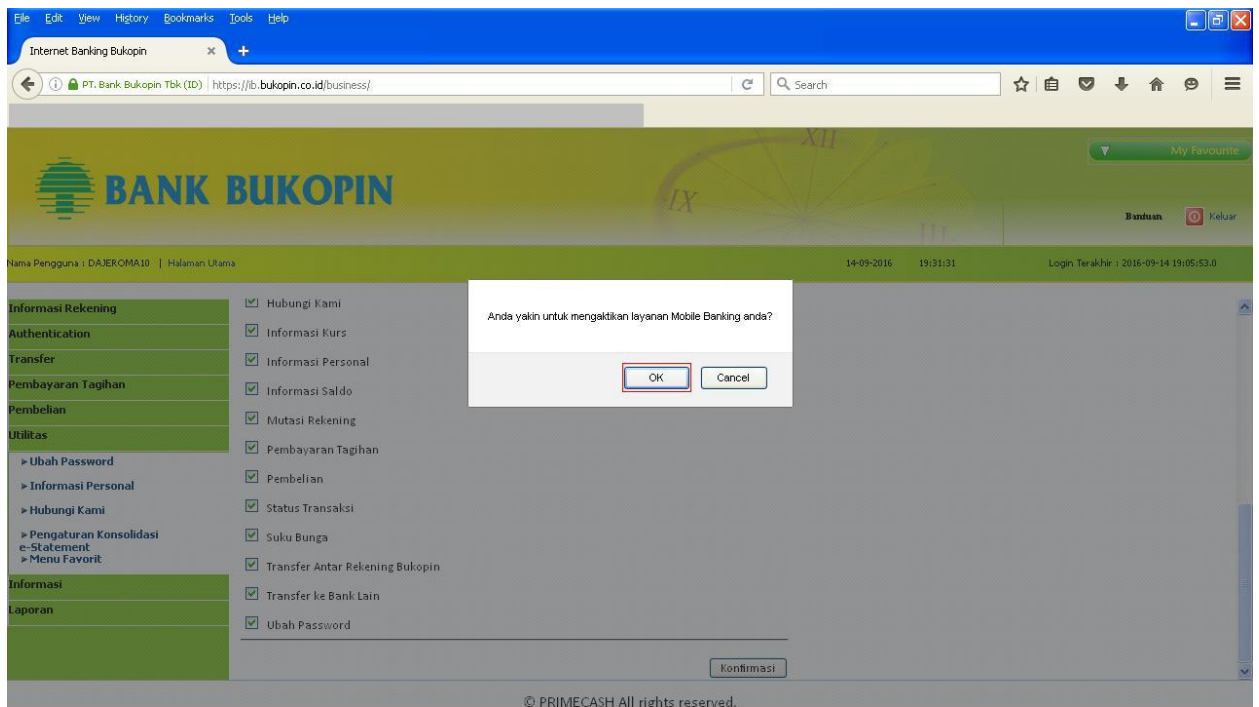 File Edit View History Bookmarks Tools Help
Internet Banking Bukopin
PT. Bank Bukopin Tbk (ID) https://ib.bukopin.co.id/business/
Search
XII
My Favourite
BANK BUKOPIN
IX
III
Bantuan
Keluar
Nama Pengguna : DAJEROMA10 | Halaman Utama
14-09-2016 19:31:31
Login Terakhir : 2016-09-14 19:05:53.0
Informasi Rekening
Authentication
Transfer
Pembayaran Tagihan
Pembelian
Utilitas
Ubah Password
Informasi Personal
Hubungi Kami
Pengaturan Konsolidasi
e-Statement
Menu Favorit
Informasi
Laporan
Hubungi Kami
Informasi Kurs
Informasi Personal
Informasi Saldo
Mutasi Rekening
Pembayaran Tagihan
Pembelian
Status Transaksi
Suku Bunga
Transfer Antar Rekening Bukopin
Transfer ke Bank Lain
Ubah Password
Konfirmasi
Anda yakin untuk mengaktikan layanan Mobile Banking anda?
OK Cancel
© PRIMECASH All rights reserved.